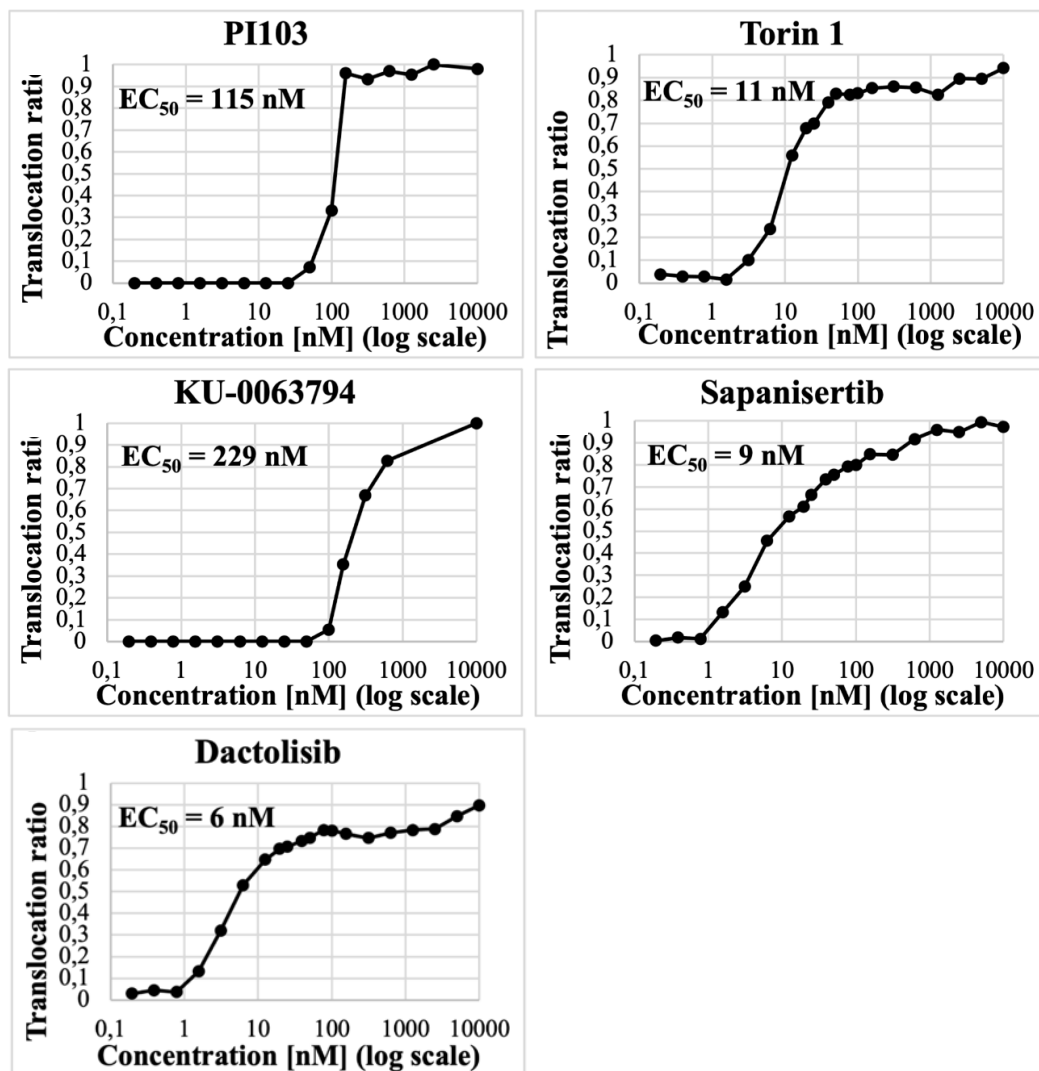 PI103
Translocation ratio
1
0,9
0,8
0,7
0,6
0,5
0,4
0,3
0,2
0,1
0
EC50 = 115 nM
0,1 1 10 100 1000 10000
Concentration [nM] (log scale)
Torin 1
Translocation ratio
1
0,9
0,8
0,7
0,6
0,5
0,4
0,3
0,2
0,1
0
EC50 = 11 nM
0,1 1 10 100 1000 10000
Concentration [nM] (log scale)
KU-0063794
Translocation ratio
1
0,9
0,8
0,7
0,6
0,5
0,4
0,3
0,2
0,1
0
EC50 = 229 nM
0,1 1 10 100 1000 10000
Concentration [nM] (log scale)
Sapanisertib
Translocation ratio
1
0,9
0,8
0,7
0,6
0,5
0,4
0,3
0,2
0,1
0
EC50 = 9 nM
0,1 1 10 100 1000 10000
Concentration [nM] (log scale)
Dactolisib
Translocation ratio
1
0,9
0,8
0,7
0,6
0,5
0,4
0,3
0,2
0,1
0
EC50 = 6 nM
0,1 1 10 100 1000 10000
Concentration [nM] (log scale)